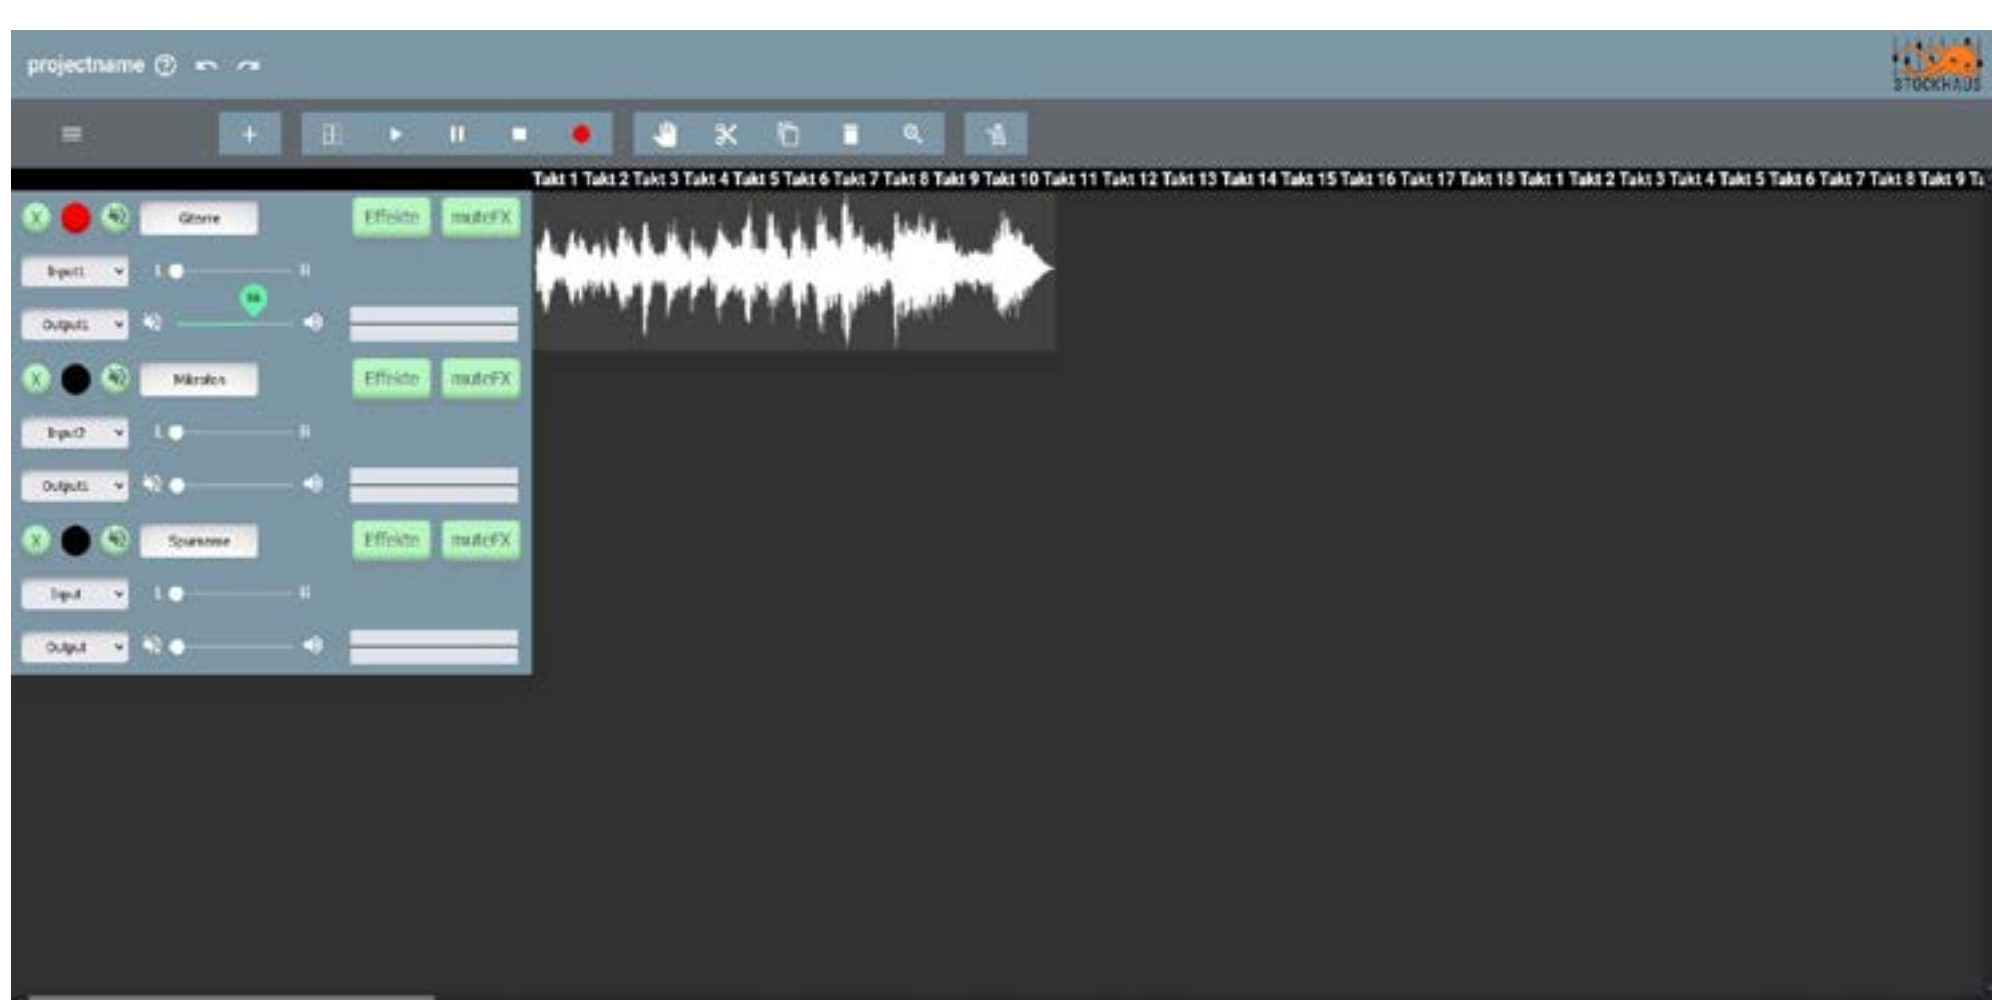 projectname
STOCKHAUS
Takt 1 Takt 2 Takt 3 Takt 4 Takt 5 Takt 6 Takt 7 Takt 8 Takt 9 Takt 10 Takt 11 Takt 12 Takt 13 Takt 14 Takt 15 Takt 16 Takt 17 Takt 18 Takt 1 Takt 2 Takt 3 Takt 4 Takt 5 Takt 6 Takt 7 Takt 8 Takt 9
X Effekte muteFX
Input1 L R
Output1
X Mikrofon Effekte muteFX
Input2 L R
Output1
X Spurname Effekte muteFX
Input L R
Output